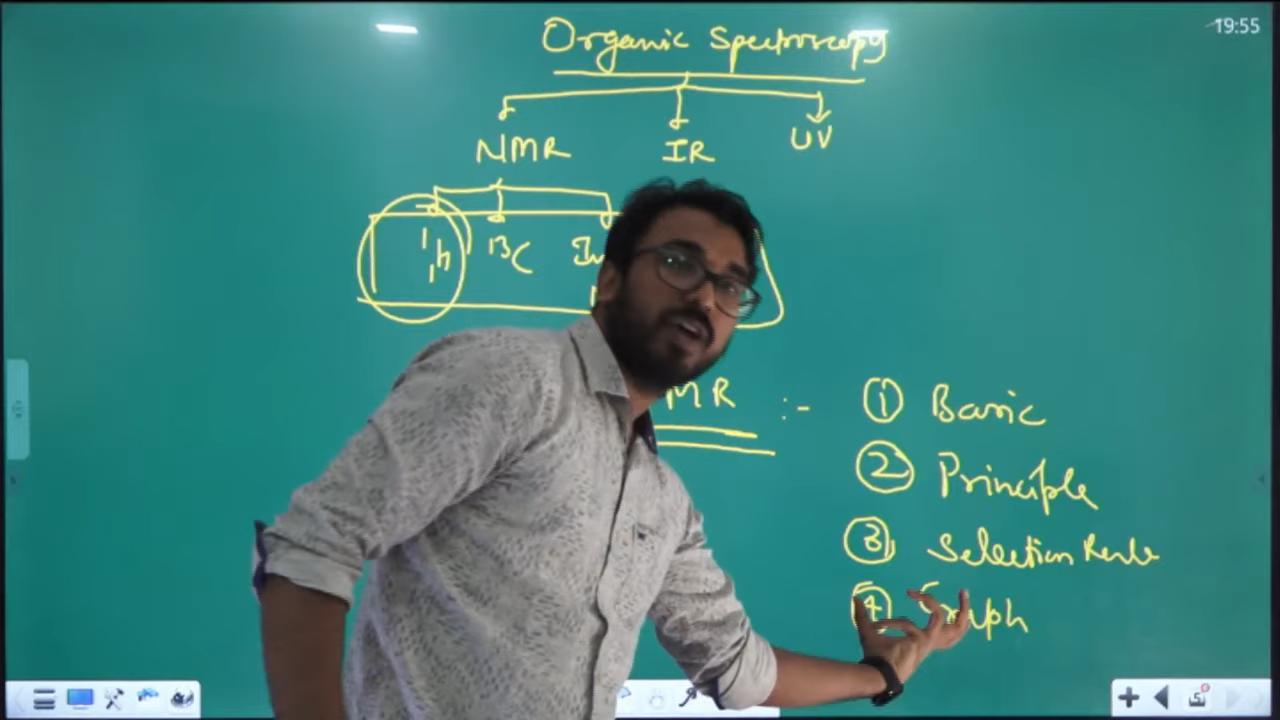 19:55
Organic Spectroscopy
NMR IR UV
¹H ¹³C
MR :- ① Basic
② Principle
③ Selection Rule
④ Graph